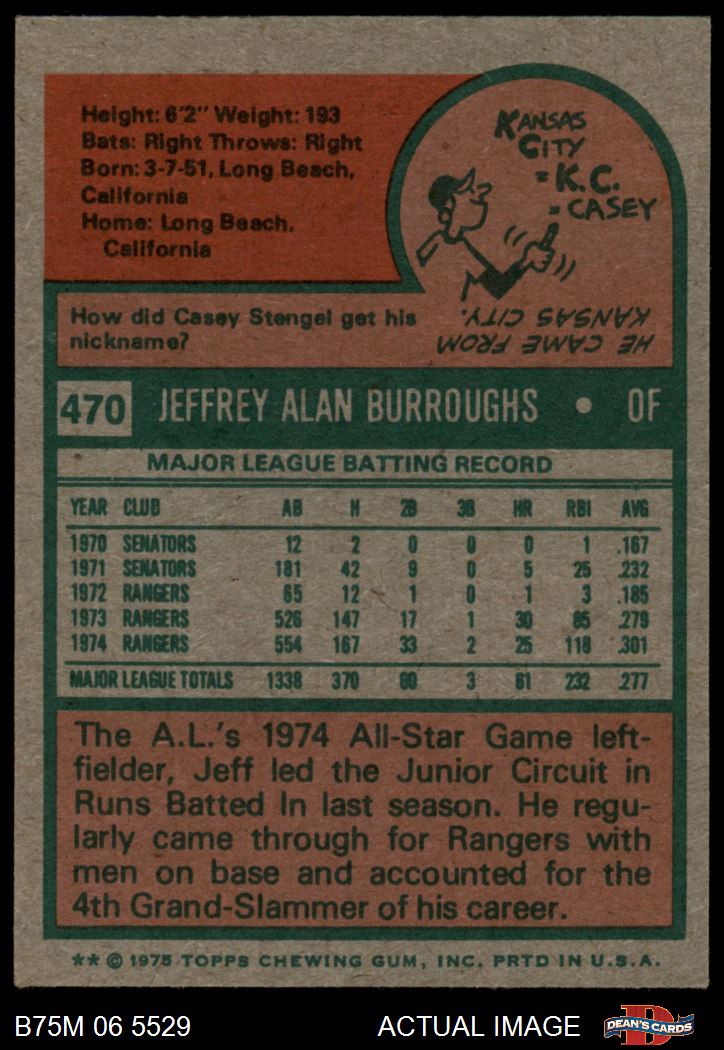 Height: 6'2" Weight: 193
Bats: Right Throws: Right
Born: 3-7-51, Long Beach,
California
Home: Long Beach,
California
KANSAS
CITY
= K.C.
= CASEY
How did Casey Stengel get his
nickname?
HE CAME FROM
KANSAS CITY.
470 JEFFREY ALAN BURROUGHS • OF
MAJOR LEAGUE BATTING RECORD
YEAR CLUB AB H 2B 3B HR RBI AVG
1970 SENATORS 12 2 0 0 0 1 .167
1971 SENATORS 181 42 9 0 5 25 .232
1972 RANGERS 65 12 1 0 1 3 .185
1973 RANGERS 526 147 17 1 30 85 .279
1974 RANGERS 554 167 33 2 25 118 .301
MAJOR LEAGUE TOTALS 1338 370 60 3 61 232 .277
The A.L.'s 1974 All-Star Game left-
fielder, Jeff led the Junior Circuit in
Runs Batted In last season. He regu-
larly came through for Rangers with
men on base and accounted for the
4th Grand-Slammer of his career.
** © 1975 TOPPS CHEWING GUM, INC. PRTD IN U.S.A.
B75M 06 5529 ACTUAL IMAGE DEAN'S CARDS